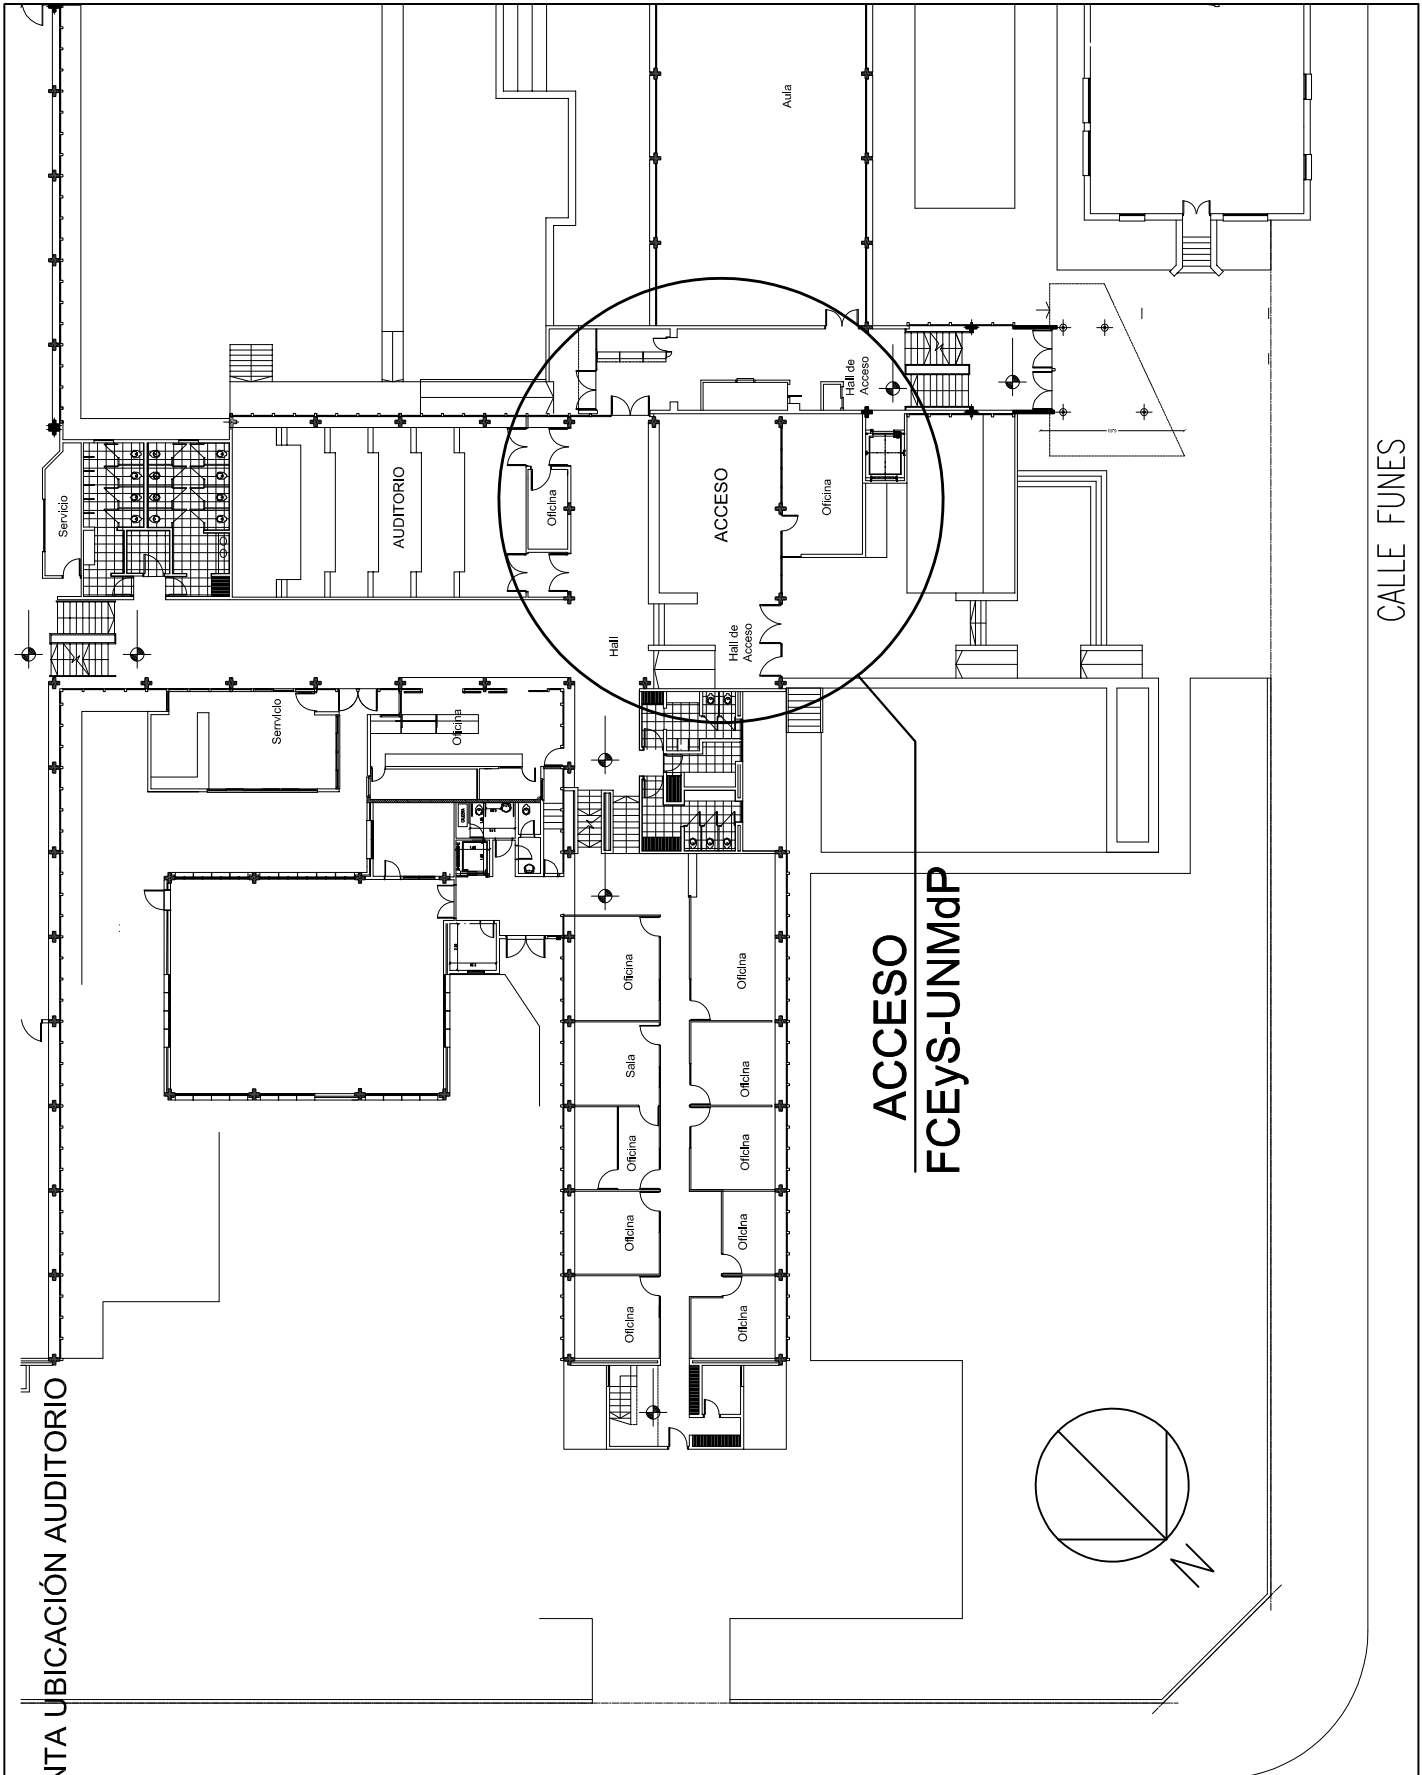 Aula
Hall de
Acceso
Servicio
AUDITORIO
Oficina
ACCESO
Oficina
CALLE FUNES
Hall
Hall de
Acceso
Serrvicio
Oficina
ACCESO
FCEyS-UNMdP
Oficina
Oficina
Sala
Oficina
Oficina
Oficina
Oficina
Oficina
Oficina
Oficina
NTA UBICACIÓN AUDITORIO
N